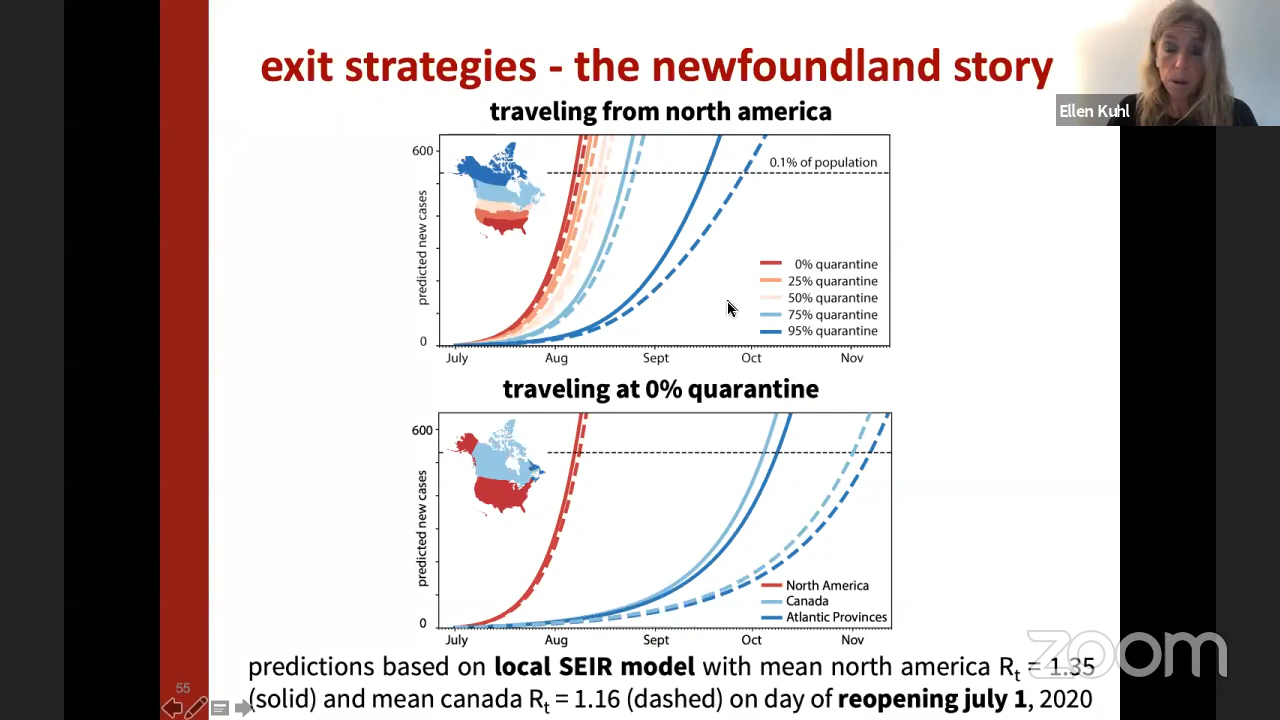 exit strategies - the newfoundland story
Ellen Kuhl
traveling from north america
600
0.1% of population
predicted new cases
0% quarantine
25% quarantine
50% quarantine
75% quarantine
95% quarantine
0
July
Aug
Sept
Oct
Nov
traveling at 0% quarantine
600
predicted new cases
North America
Canada
Atlantic Provinces
0
July
Aug
Sept
Oct
Nov
zoom
predictions based on local SEIR model with mean north america Rt = 1.35
(solid) and mean canada Rt = 1.16 (dashed) on day of reopening july 1, 2020
55